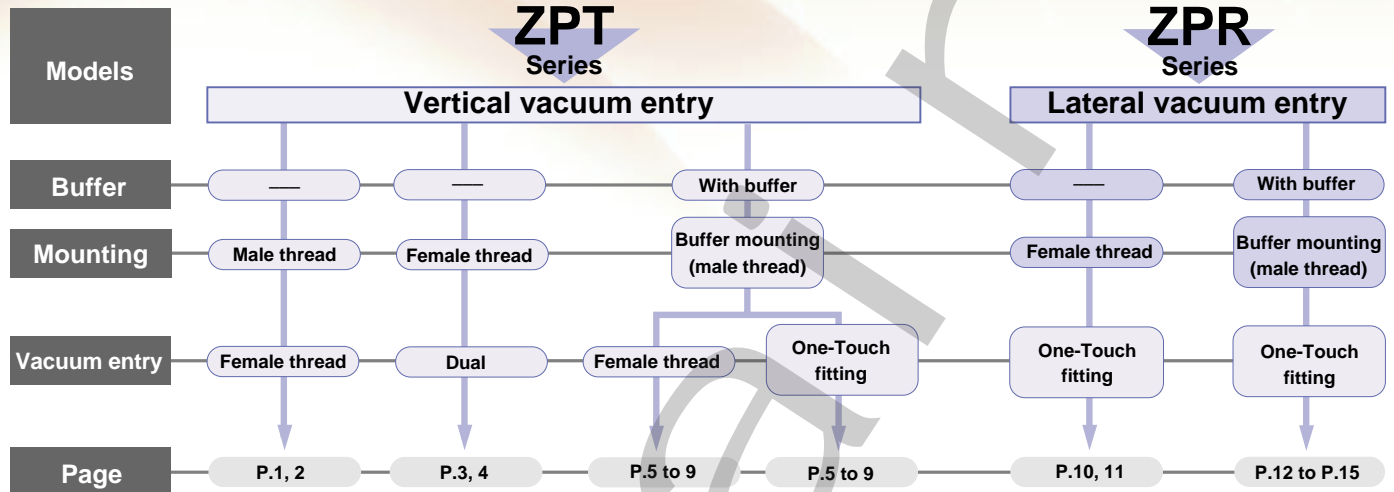 Models
ZPT
Series
Vertical vacuum entry
ZPR
Series
Lateral vacuum entry
Buffer
With buffer
With buffer
Mounting
Male thread
Female thread
Buffer mounting
(male thread)
Female thread
Buffer mounting
(male thread)
Vacuum entry
Female thread
Dual
Female thread
One-Touch
fitting
One-Touch
fitting
One-Touch
fitting
Page
P.1, 2
P.3, 4
P.5 to 9
P.5 to 9
P.10, 11
P.12 to P.15